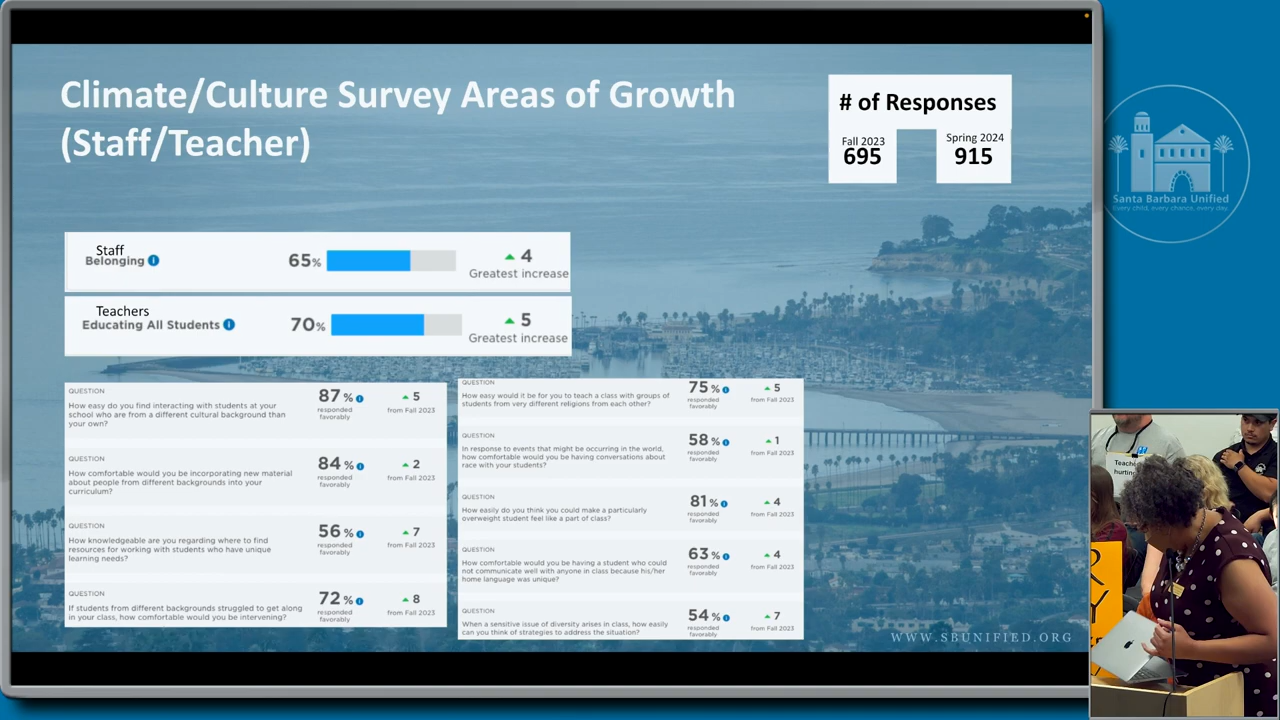 Climate/Culture Survey Areas of Growth
(Staff/Teacher)
# of Responses
Fall 2023
695
Spring 2024
915
Santa Barbara Unified
Every child, every chance, every day.
Staff
Belonging
65%
4
Greatest increase
Teachers
Educating All Students
70%
5
Greatest increase
QUESTION
How easy do you find interacting with students at your
school who are from a different cultural background than
your own?
87%
responded
favorably
5
from Fall 2023
QUESTION
How comfortable would you be incorporating new material
about people from different backgrounds into your
curriculum?
84%
responded
favorably
2
from Fall 2023
QUESTION
How knowledgeable are you regarding where to find
resources for working with students who have unique
learning needs?
56%
responded
favorably
7
from Fall 2023
QUESTION
If students from different backgrounds struggled to get along
in your class, how comfortable would you be intervening?
72%
responded
favorably
8
from Fall 2023
QUESTION
How easy would it be for you to teach a class with groups of
students from very different religions from each other?
75%
responded
favorably
5
from Fall 2023
QUESTION
In response to events that might be occurring in the world,
how comfortable would you be having conversations about
race with your students?
58%
responded
favorably
1
from Fall 2023
QUESTION
How easily do you think you could make a particularly
overweight student feel like a part of class?
81%
responded
favorably
4
from Fall 2023
QUESTION
How comfortable would you be having a student who could
not communicate well with anyone in class because his/her
home language was unique?
63%
responded
favorably
4
from Fall 2023
QUESTION
When a sensitive issue of diversity arises in class, how easily
can you think of strategies to address the situation?
54%
responded
favorably
7
from Fall 2023
WWW.SBUNIFIED.ORG